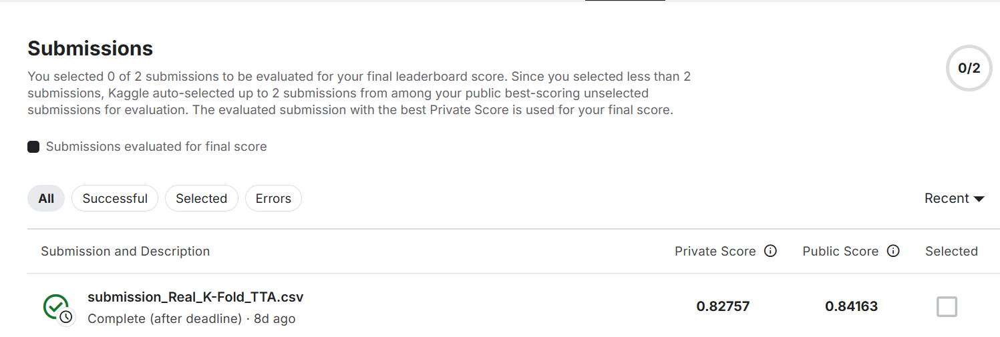 Submissions
You selected 0 of 2 submissions to be evaluated for your final leaderboard score. Since you selected less than 2
submissions, Kaggle auto-selected up to 2 submissions from among your public best-scoring unselected
submissions for evaluation. The evaluated submission with the best Private Score is used for your final score.
0/2
Submissions evaluated for final score
All Successful Selected Errors Recent
Submission and Description Private Score Public Score Selected
submission_Real_K-Fold_TTA.csv
Complete (after deadline) · 8d ago
0.82757 0.84163